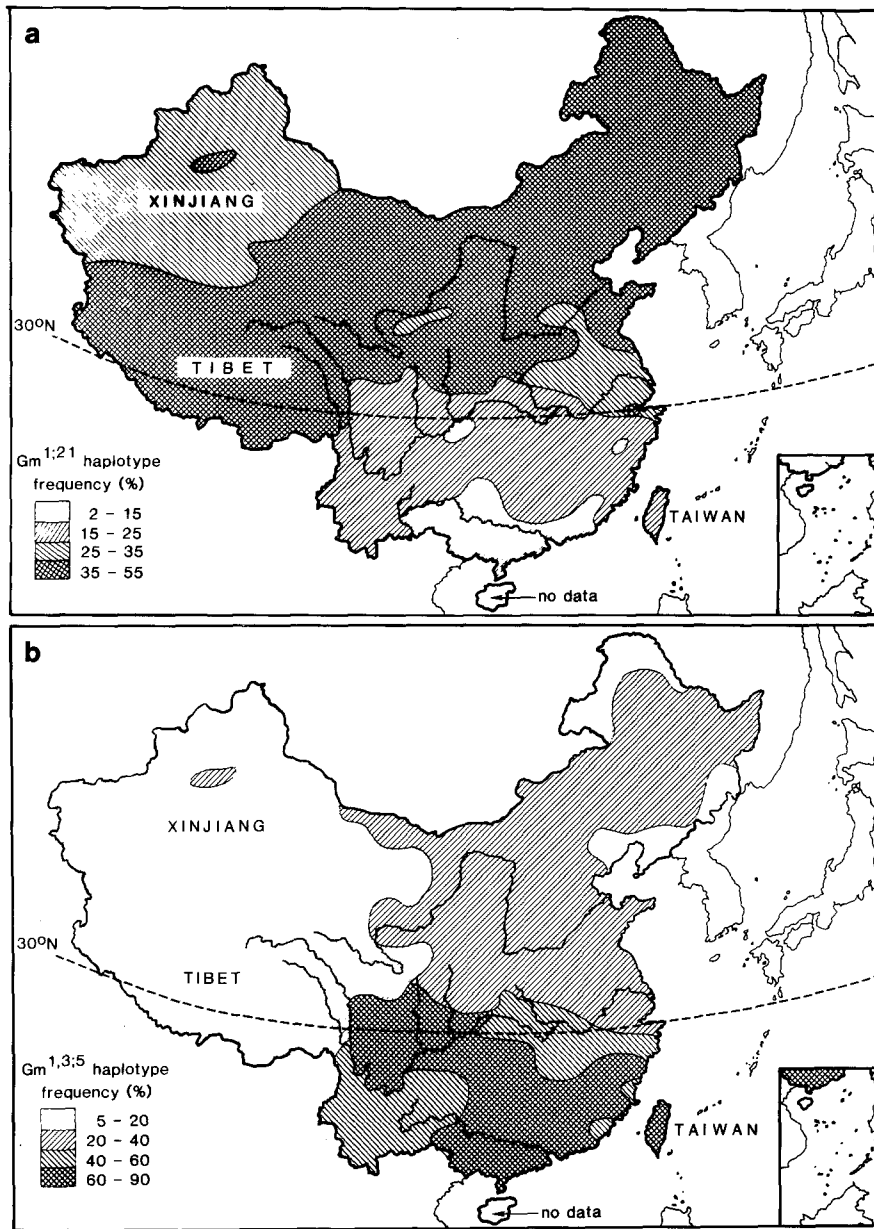 a
XINJIANG
30°N
TIBET
Gm1;21 haplotype
frequency (%)
2 – 15
15 – 25
25 – 35
35 – 55
TAIWAN
no data
b
XINJIANG
30°N
TIBET
Gm1,3;5 haplotype
frequency (%)
5 – 20
20 – 40
40 – 60
60 – 90
TAIWAN
no data